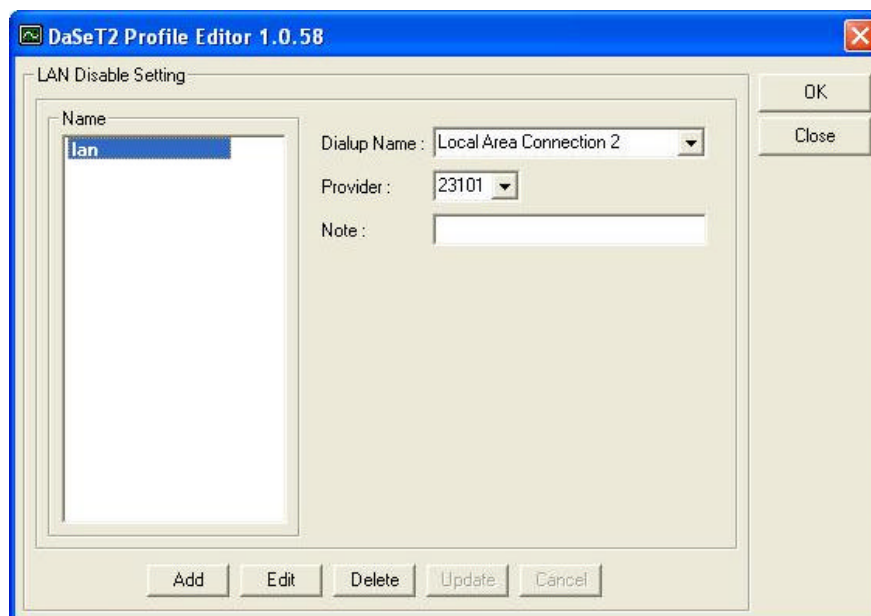 DaSeT2 Profile Editor 1.0.58
LAN Disable Setting
OK
Close
Name
lan
Dialup Name : Local Area Connection 2
Provider : 23101
Note :
Add Edit Delete Update Cancel